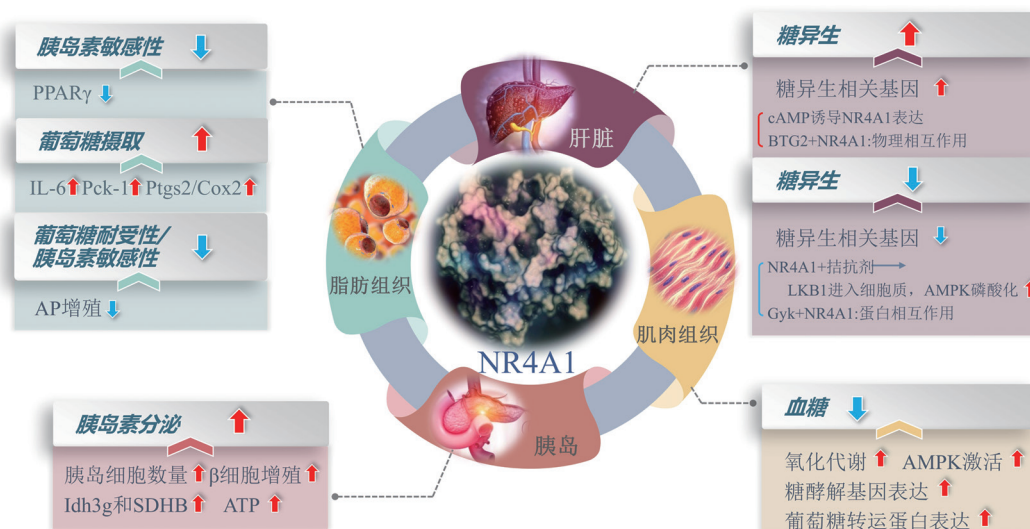 胰岛素敏感性
PPARγ
葡萄糖摄取
IL-6 Pck-1 Ptgs2/Cox2
葡萄糖耐受性/
胰岛素敏感性
AP增殖
胰岛素分泌
胰岛细胞数量 β细胞增殖
Idh3g和SDHB ATP
肝脏
脂肪组织
肌肉组织
NR4A1
胰岛
糖异生
糖异生相关基因
cAMP诱导NR4A1表达
BTG2+NR4A1:物理相互作用
糖异生
糖异生相关基因
NR4A1+拮抗剂
LKB1进入细胞质，AMPK磷酸化
Gyk+NR4A1:蛋白相互作用
血糖
氧化代谢 AMPK激活
糖酵解基因表达
葡萄糖转运蛋白表达